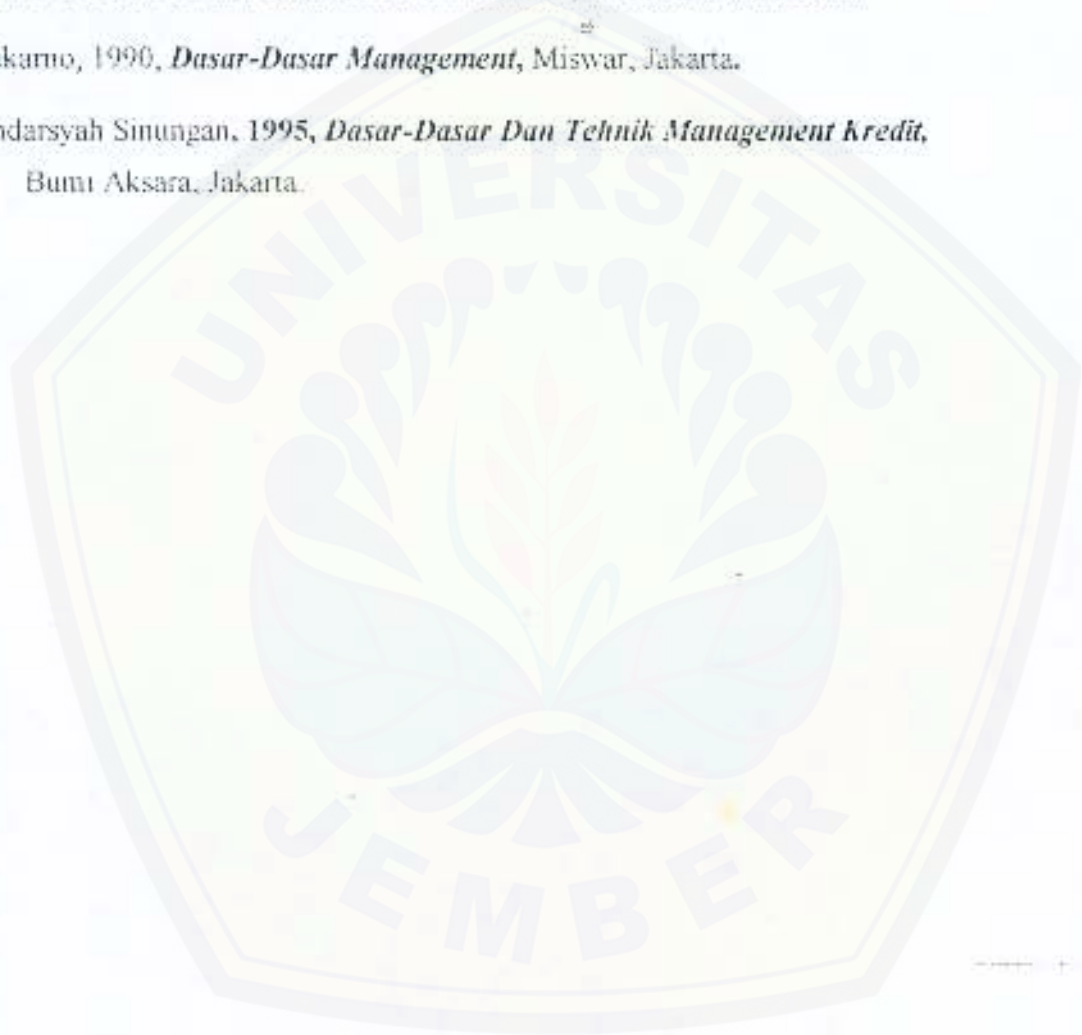 karno, 1990, Dasar-Dasar Management, Miswar, Jakarta.
ndarsyah Sinungan, 1995, Dasar-Dasar Dan Tehnik Management Kredit,
Bumi Aksara, Jakarta.
UNIVERSITAS
JEMBER